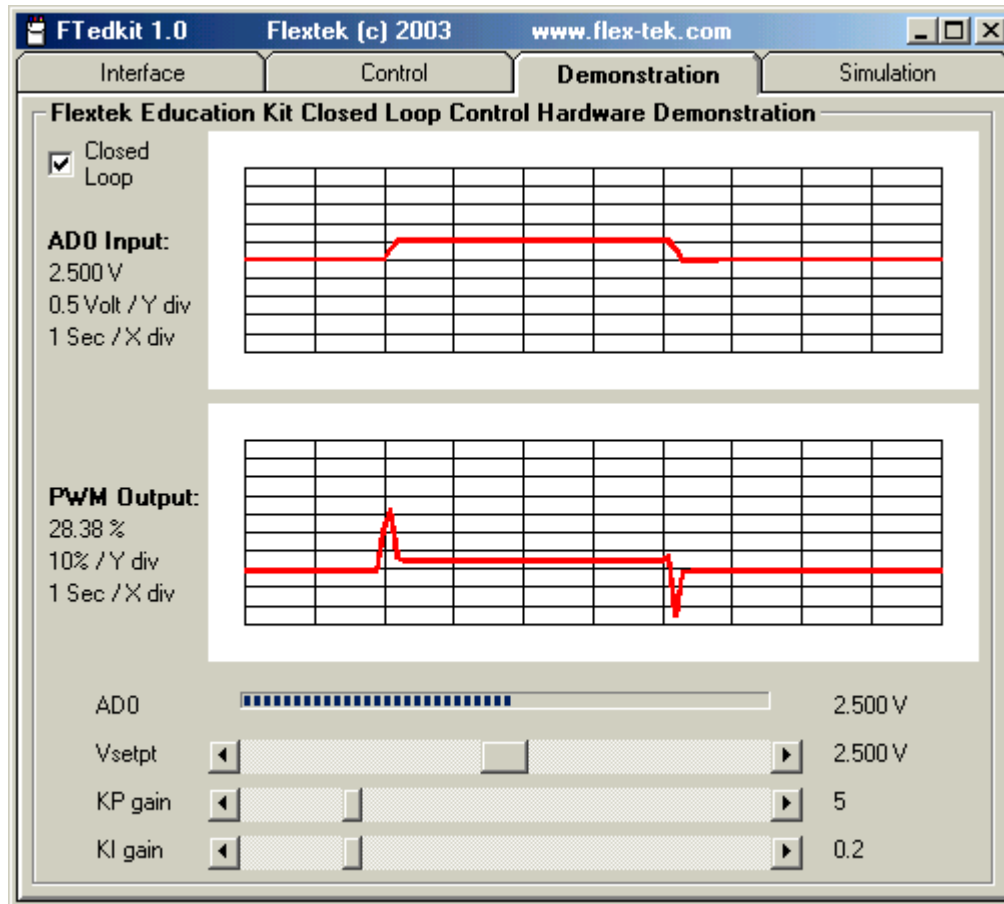 FTedkit 1.0 Flextek (c) 2003 www.flex-tek.com
Interface Control Demonstration Simulation
Flextek Education Kit Closed Loop Control Hardware Demonstration
Closed
Loop
AD0 Input:
2.500 V
0.5 Volt / Y div
1 Sec / X div
PWM Output:
28.38 %
10% / Y div
1 Sec / X div
AD0 2.500 V
Vsetpt 2.500 V
KP gain 5
KI gain 0.2